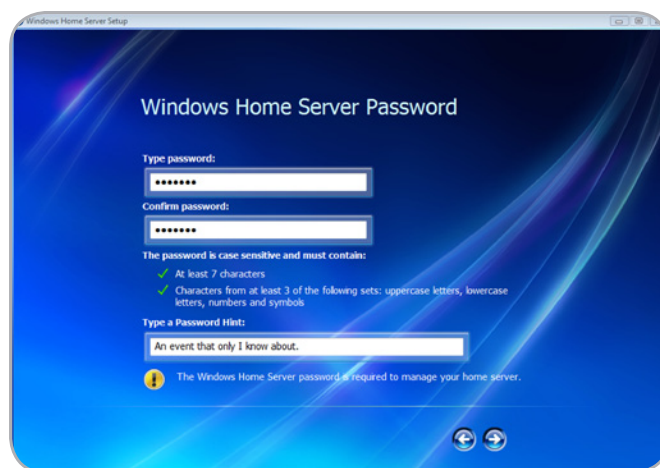 Windows Home Server Setup
Windows Home Server Password
Type password:
•••••••
Confirm password:
•••••••
The password is case sensitive and must contain:
At least 7 characters
Characters from at least 3 of the following sets: uppercase letters, lowercase
letters, numbers and symbols
Type a Password Hint:
An event that only I know about.
The Windows Home Server password is required to manage your home server.